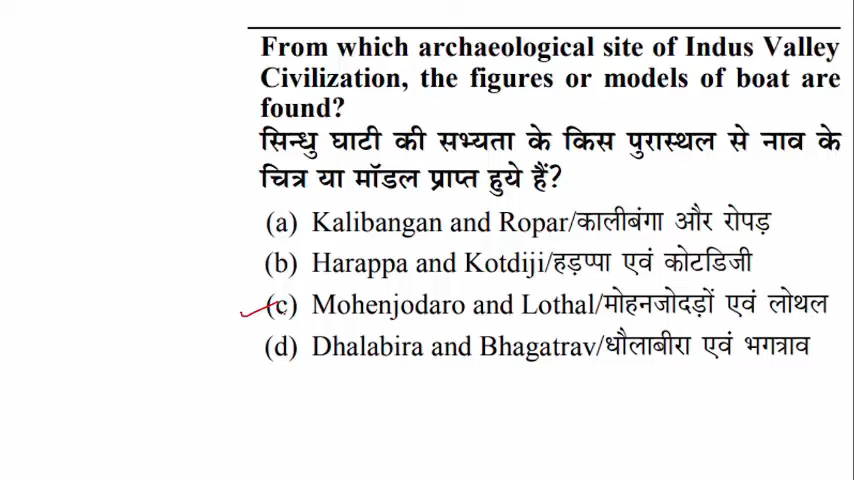 From which archaeological site of Indus Valley
Civilization, the figures or models of boat are
found?
सिन्धु घाटी की सभ्यता के किस पुरास्थल से नाव के
चित्र या मॉडल प्राप्त हुये हैं?
(a) Kalibangan and Ropar/कालीबंगा और रोपड़
(b) Harappa and Kotdiji/हड़प्पा एवं कोटडिजी
(c) Mohenjodaro and Lothal/मोहनजोदड़ों एवं लोथल
(d) Dhalabira and Bhagatrav/धौलाबीरा एवं भगत्राव